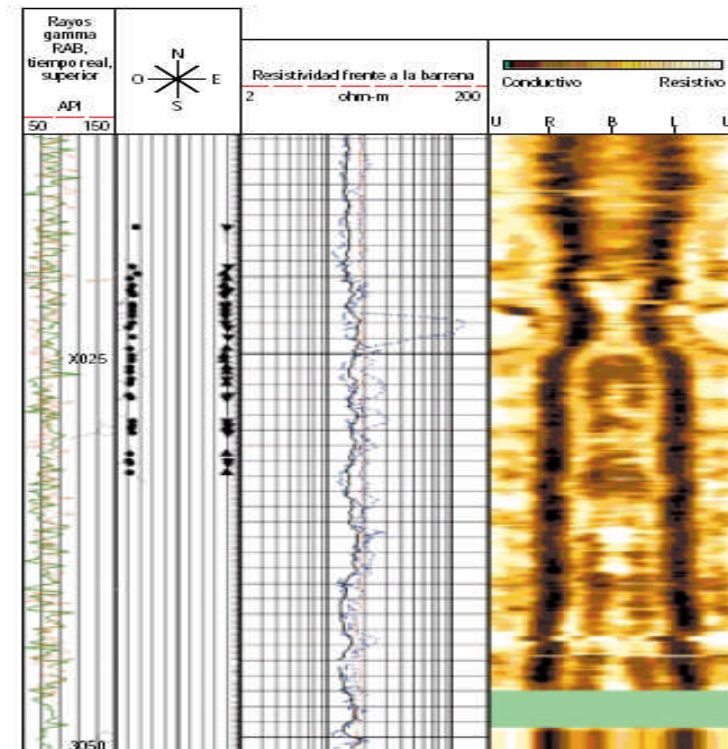 Rayos
gamma
RAB,
tiempo real,
superior
API
50 150
N
O E
S
Resistividad frente a la barrena
2 ohm-m 200
Conductivo Resistivo
U R B L U
X025
3050